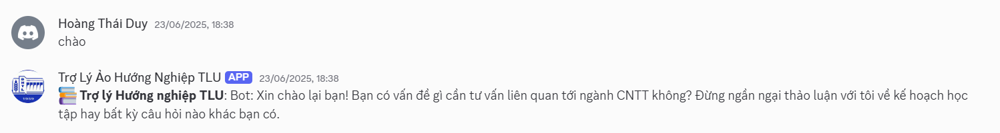 Hoàng Thái Duy 23/06/2025, 18:38
chào
Trợ Lý Ảo Hướng Nghiệp TLU APP 23/06/2025, 18:38
Trợ lý Hướng nghiệp TLU: Bot: Xin chào lại bạn! Bạn có vấn đề gì cần tư vấn liên quan tới ngành CNTT không? Đừng ngần ngại thảo luận với tôi về kế hoạch học
tập hay bất kỳ câu hỏi nào khác bạn có.
1959